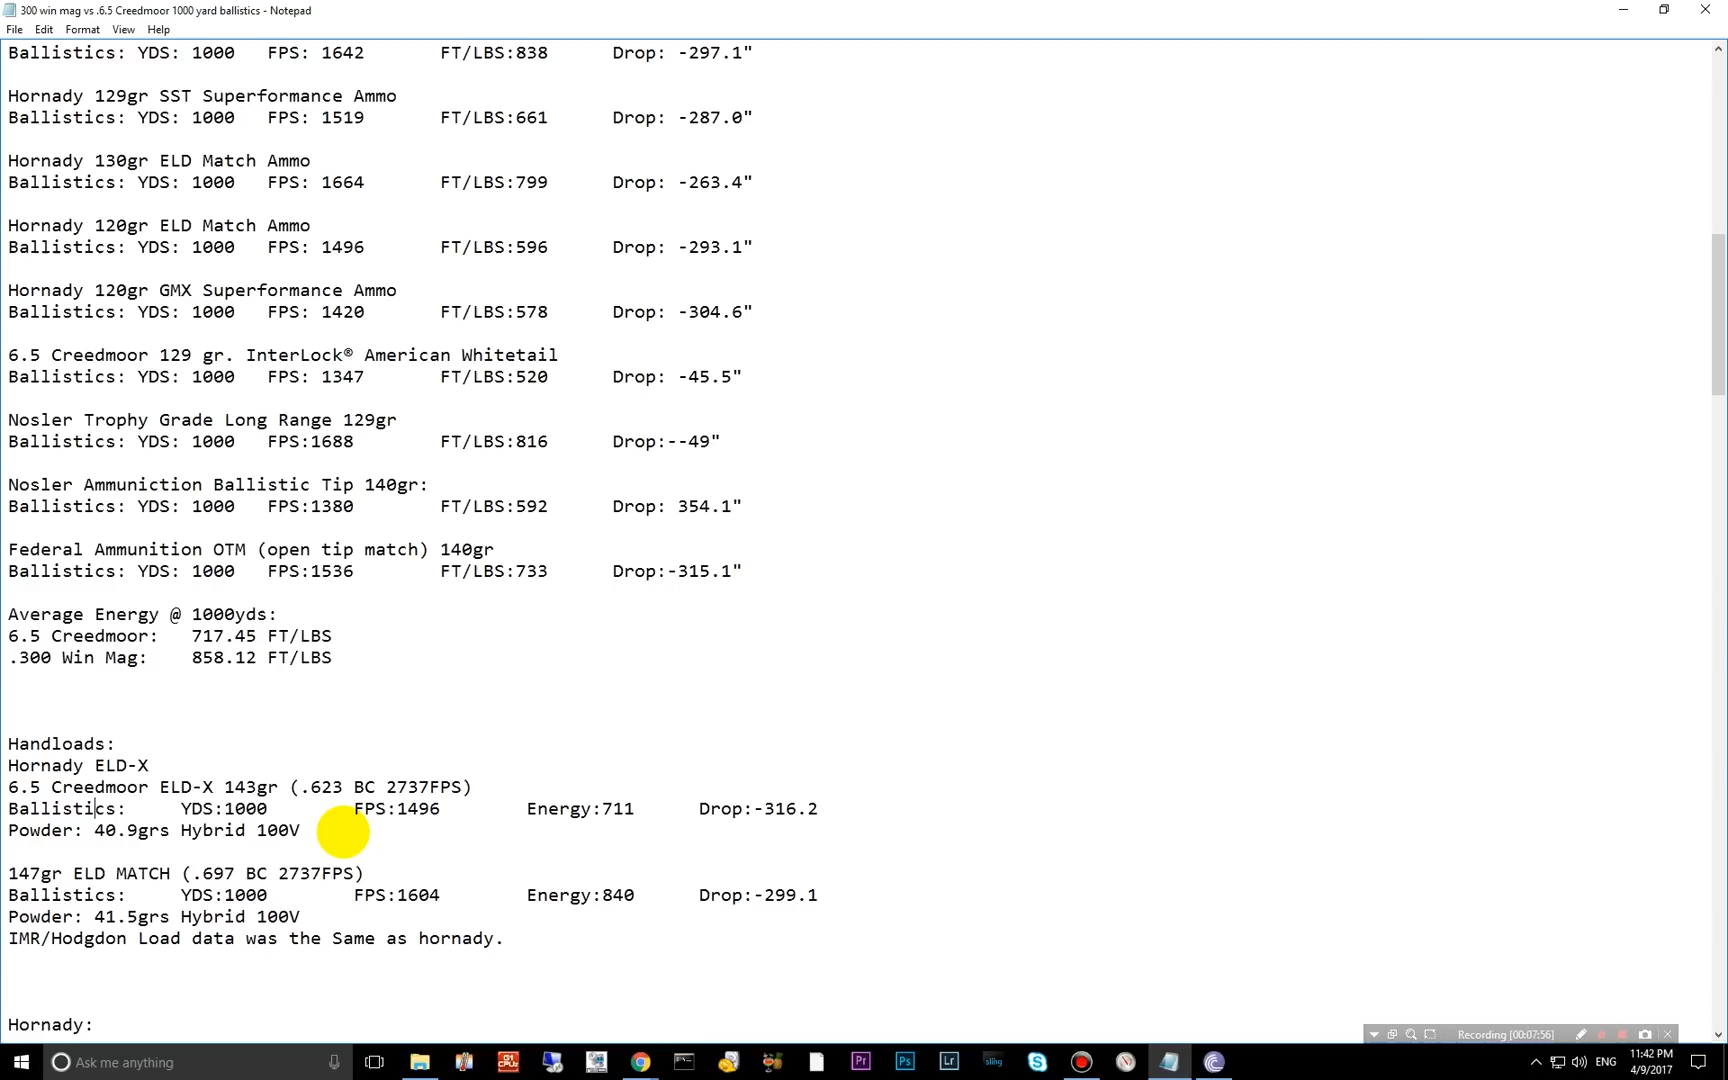 300 win mag vs .6.5 Creedmoor 1000 yard ballistics - Notepad
File Edit Format View Help
Ballistics: YDS: 1000 FPS: 1642 FT/LBS:838 Drop: -297.1"
Hornady 129gr SST Superformance Ammo
Ballistics: YDS: 1000 FPS: 1519 FT/LBS:661 Drop: -287.0"
Hornady 130gr ELD Match Ammo
Ballistics: YDS: 1000 FPS: 1664 FT/LBS:799 Drop: -263.4"
Hornady 120gr ELD Match Ammo
Ballistics: YDS: 1000 FPS: 1496 FT/LBS:596 Drop: -293.1"
Hornady 120gr GMX Superformance Ammo
Ballistics: YDS: 1000 FPS: 1420 FT/LBS:578 Drop: -304.6"
6.5 Creedmoor 129 gr. InterLock® American Whitetail
Ballistics: YDS: 1000 FPS: 1347 FT/LBS:520 Drop: -45.5"
Nosler Trophy Grade Long Range 129gr
Ballistics: YDS: 1000 FPS:1688 FT/LBS:816 Drop:--49"
Nosler Ammuniction Ballistic Tip 140gr:
Ballistics: YDS: 1000 FPS:1380 FT/LBS:592 Drop: 354.1"
Federal Ammunition OTM (open tip match) 140gr
Ballistics: YDS: 1000 FPS:1536 FT/LBS:733 Drop:-315.1"
Average Energy @ 1000yds:
6.5 Creedmoor: 717.45 FT/LBS
.300 Win Mag: 858.12 FT/LBS
Handloads:
Hornady ELD-X
6.5 Creedmoor ELD-X 143gr (.623 BC 2737FPS)
Ballistics: YDS:1000 FPS:1496 Energy:711 Drop:-316.2
Powder: 40.9grs Hybrid 100V
147gr ELD MATCH (.697 BC 2737FPS)
Ballistics: YDS:1000 FPS:1604 Energy:840 Drop:-299.1
Powder: 41.5grs Hybrid 100V
IMR/Hodgdon Load data was the Same as hornady.
Hornady:
Recording [00:07:56]
Ask me anything
Pr
Ps
Lr
sling
ENG
11:42 PM
4/9/2017